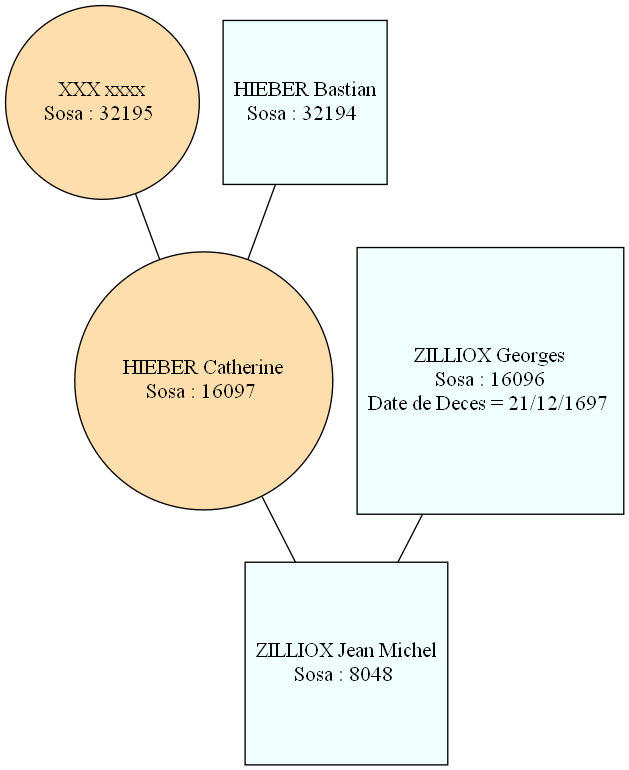 XXX xxxx
Sosa : 32195
HIEBER Bastian
Sosa : 32194
HIEBER Catherine
Sosa : 16097
ZILLIOX Georges
Sosa : 16096
Date de Deces = 21/12/1697
ZILLIOX Jean Michel
Sosa : 8048